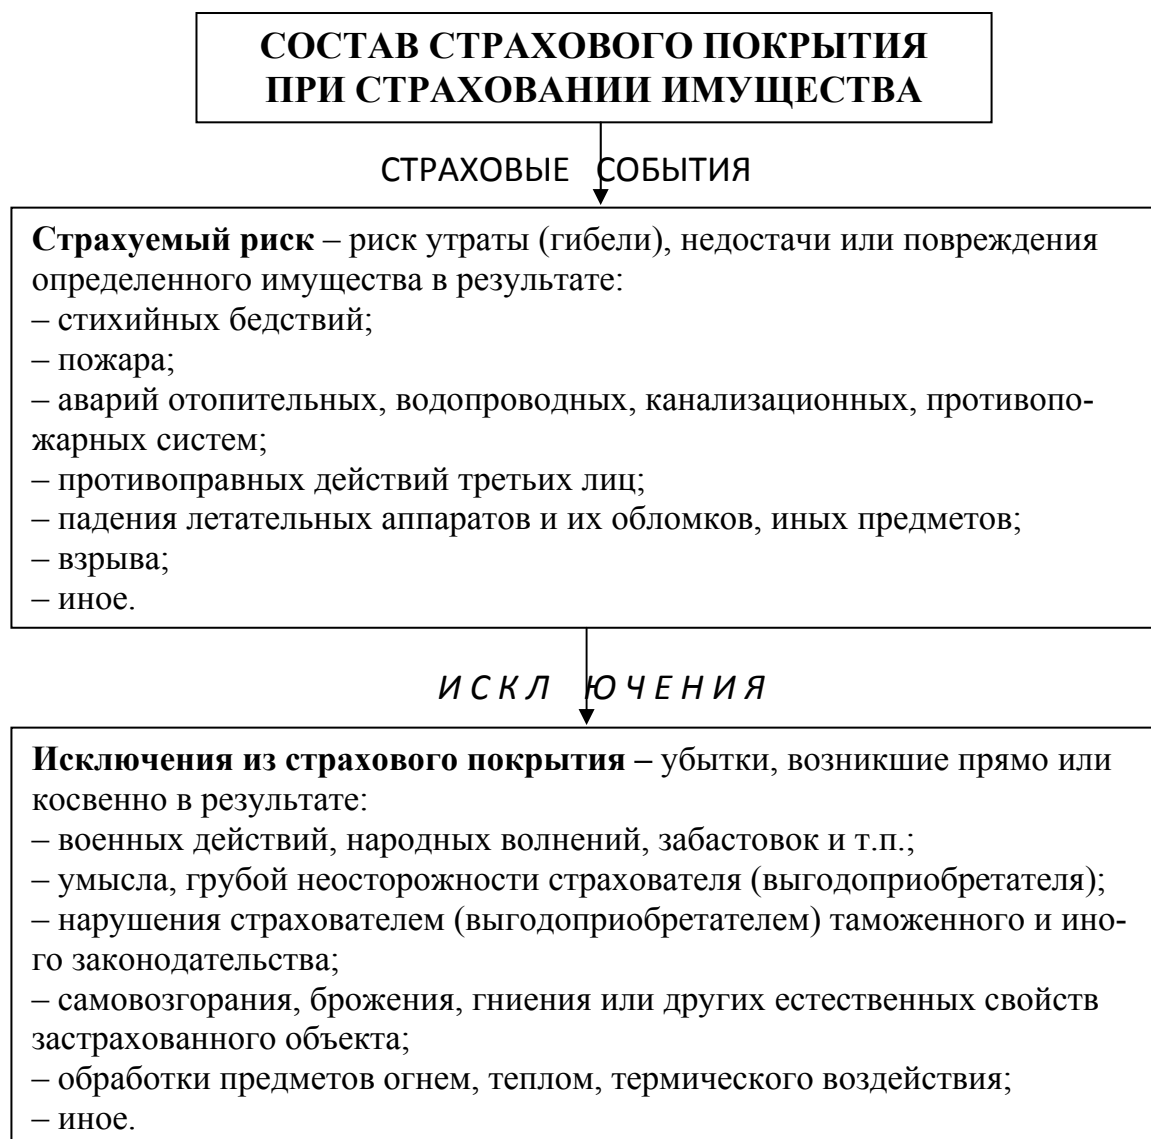 СОСТАВ СТРАХОВОГО ПОКРЫТИЯ
ПРИ СТРАХОВАНИИ ИМУЩЕСТВА
СТРАХОВЫЕ СОБЫТИЯ
Страхуемый риск – риск утраты (гибели), недостачи или повреждения
определенного имущества в результате:
– стихийных бедствий;
– пожара;
– аварий отопительных, водопроводных, канализационных, противопо-
жарных систем;
– противоправных действий третьих лиц;
– падения летательных аппаратов и их обломков, иных предметов;
– взрыва;
– иное.
И С К Л Ю Ч Е Н И Я
Исключения из страхового покрытия – убытки, возникшие прямо или
косвенно в результате:
– военных действий, народных волнений, забастовок и т.п.;
– умысла, грубой неосторожности страхователя (выгодоприобретателя);
– нарушения страхователем (выгодоприобретателем) таможенного и ино-
го законодательства;
– самовозгорания, брожения, гниения или других естественных свойств
застрахованного объекта;
– обработки предметов огнем, теплом, термического воздействия;
– иное.